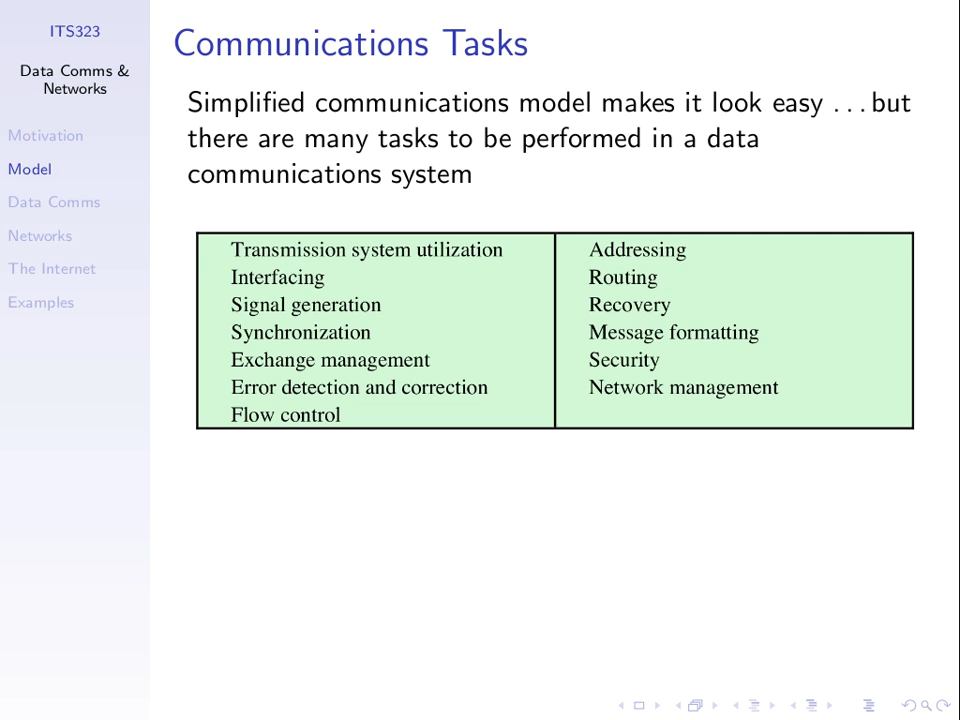 ITS323
Data Comms &
Networks
Motivation
Model
Data Comms
Networks
The Internet
Examples
Communications Tasks
Simplified communications model makes it look easy . . . but
there are many tasks to be performed in a data
communications system
Transmission system utilization
Interfacing
Signal generation
Synchronization
Exchange management
Error detection and correction
Flow control
Addressing
Routing
Recovery
Message formatting
Security
Network management